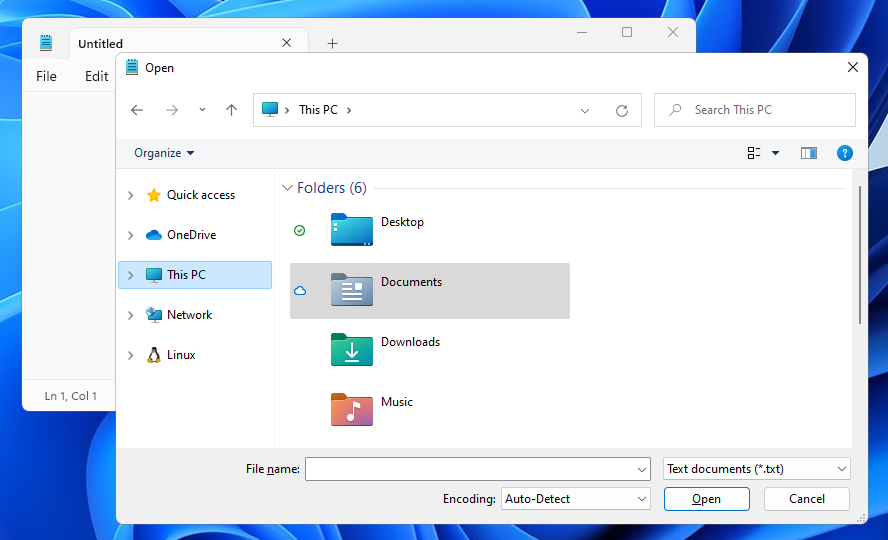 Untitled
File Edit
Open
This PC
Search This PC
Organize
?
Quick access
OneDrive
This PC
Network
Linux
Folders (6)
Desktop
Documents
Downloads
Music
Ln 1, Col 1
File name:
Text documents (*.txt)
Encoding: Auto-Detect
Open
Cancel